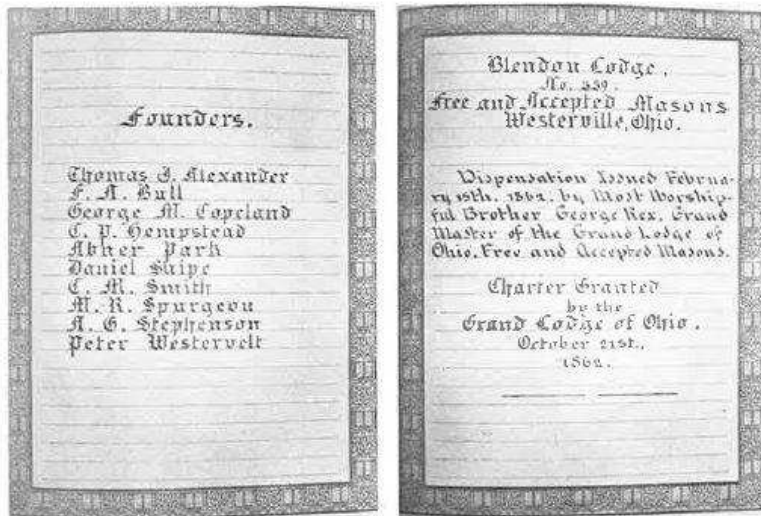 Founders.
Thomas J. Alexander
F. A. Bull
George M. Copeland
C. P. Hempstead
Abner Park
Daniel Shipe
C. M. Smith
M. R. Spurgeon
A. G. Stephenson
Peter Westervelt
Blendon Lodge,
No. 339,
Free and Accepted Masons
Westerville, Ohio.
Dispensation Issued Februa-
ry 15th, 1862, by Most Worship-
ful Brother George Rex, Grand
Master of the Grand Lodge of
Ohio, Free and Accepted Masons.
Charter Granted
by the
Grand Lodge of Ohio.
October 21st.,
1862.